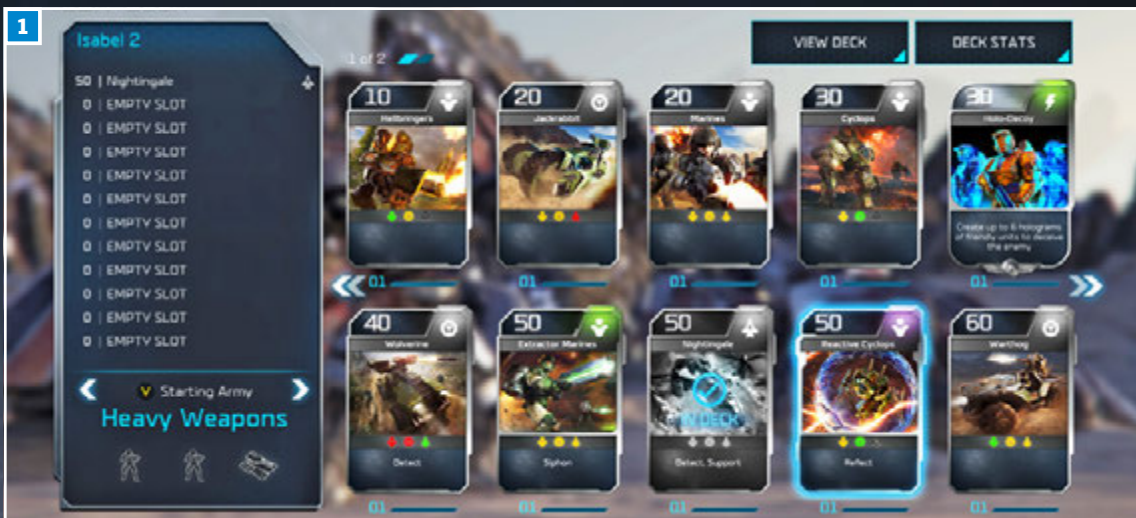 1
Isabel 2
VIEW DECK
DECK STATS
1 of 2
50 | Nightingale
0 | EMPTY SLOT
0 | EMPTY SLOT
0 | EMPTY SLOT
0 | EMPTY SLOT
0 | EMPTY SLOT
0 | EMPTY SLOT
0 | EMPTY SLOT
0 | EMPTY SLOT
0 | EMPTY SLOT
0 | EMPTY SLOT
0 | EMPTY SLOT
Y Starting Army
Heavy Weapons
10
Hellbringers
01
20
Jackrabbit
01
20
Marines
01
30
Cyclops
01
30
Holo-Decoy
Create up to 6 holograms
of friendly units to deceive
the enemy
01
40
Wolverine
Detect
01
50
Extractor Marines
Siphon
01
50
Nightingale
IN DECK
Detect, Support
01
50
Reactive Cyclops
Reflect
01
60
Warthog
01